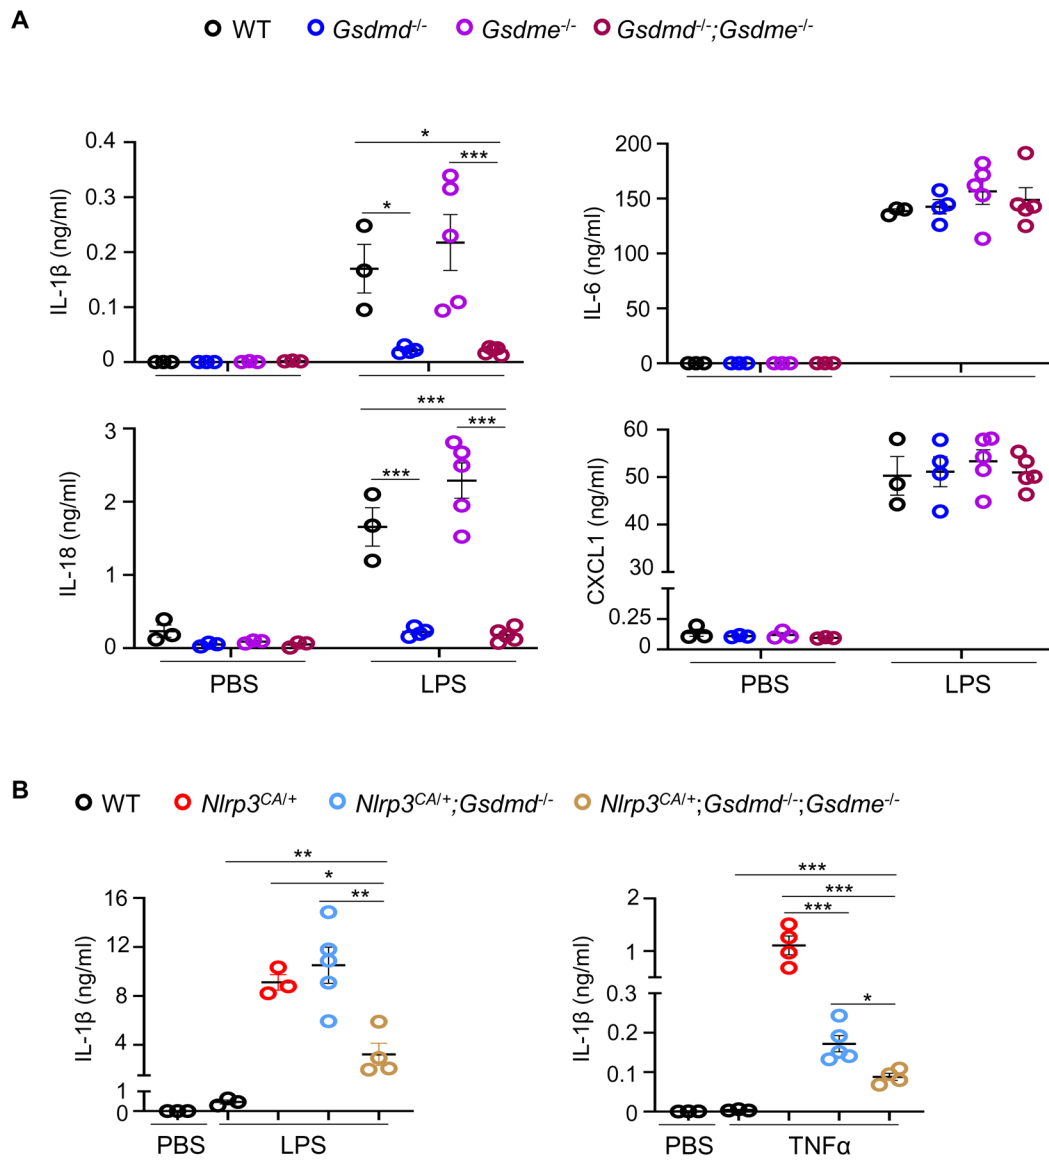 A
WT Gsdmd-/- Gsdme-/- Gsdmd-/-;Gsdme-/-
IL-1β (ng/ml)
0.4
0.3
0.2
0.1
0
* *** *
IL-6 (ng/ml)
200
150
100
50
0
IL-18 (ng/ml)
3
2
1
0
*** *** ***
PBS LPS
CXCL1 (ng/ml)
60
50
40
30
0.25
0
PBS LPS
B
WT Nlrp3CA/+ Nlrp3CA/+;Gsdmd-/- Nlrp3CA/+;Gsdmd-/-;Gsdme-/-
IL-1β (ng/ml)
16
12
8
4
1
0
**
*
**
PBS LPS
IL-1β (ng/ml)
2
1
0.3
0.2
0.1
0
***
***
***
*
PBS TNFα